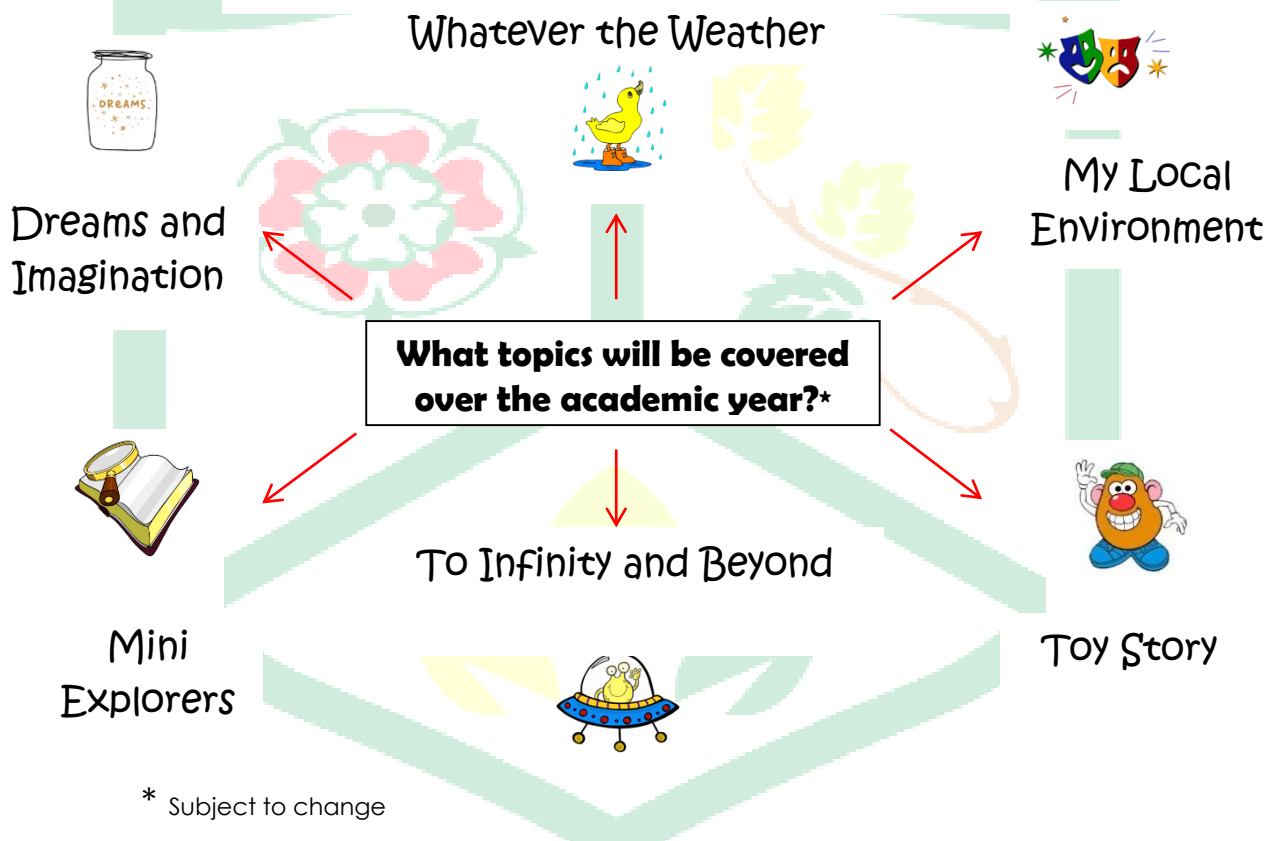 Whatever the Weather
DREAMS
My Local
Environment
Dreams and
Imagination
What topics will be covered
over the academic year?*
To Infinity and Beyond
Mini
Explorers
Toy Story
* Subject to change